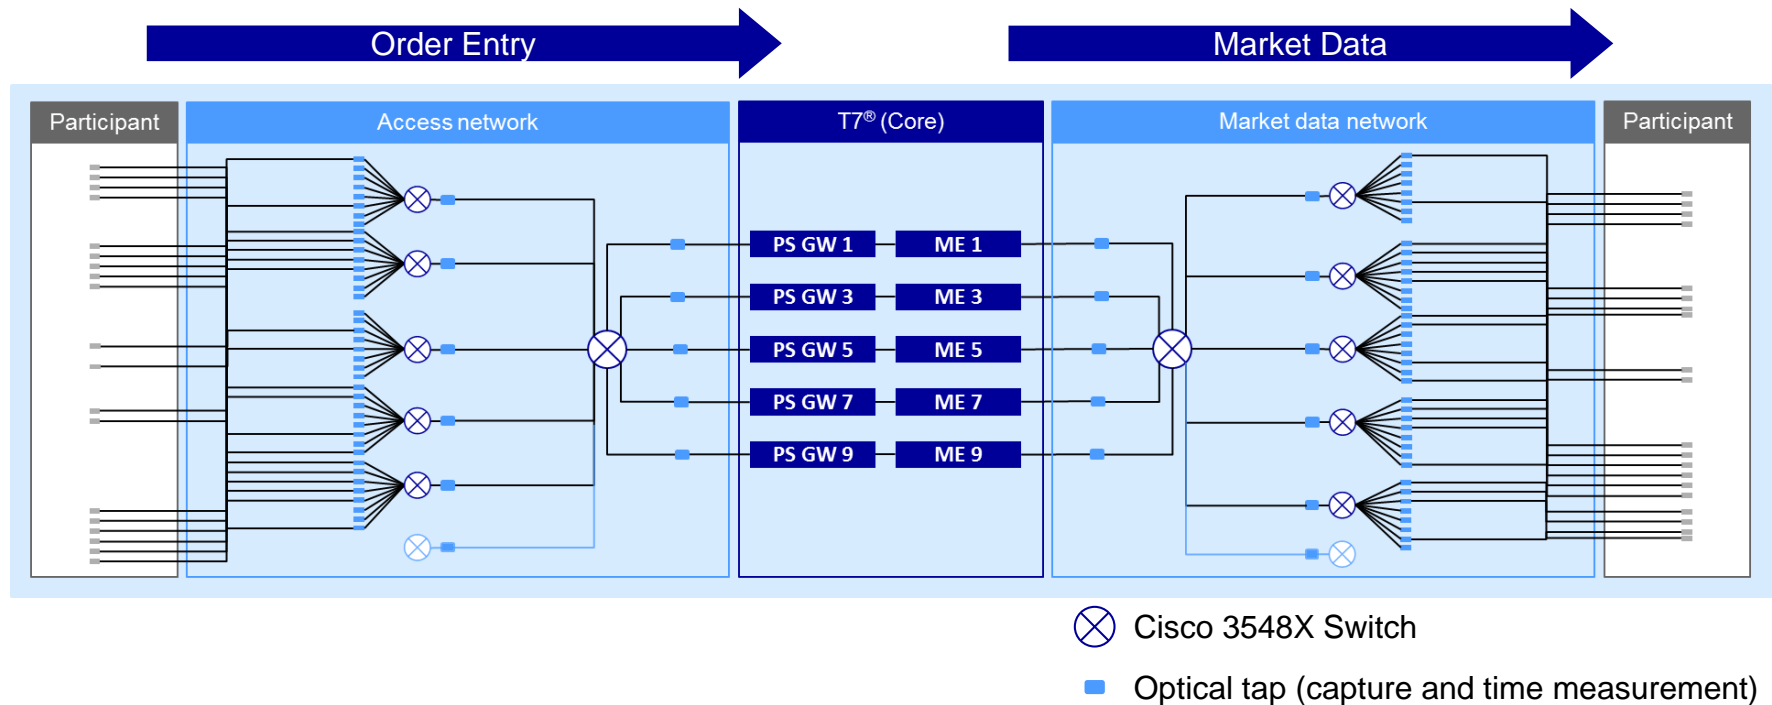 Order Entry
Market Data
Participant
Access network
T7® (Core)
Market data network
Participant
PS GW 1
ME 1
PS GW 3
ME 3
PS GW 5
ME 5
PS GW 7
ME 7
PS GW 9
ME 9
Cisco 3548X Switch
Optical tap (capture and time measurement)